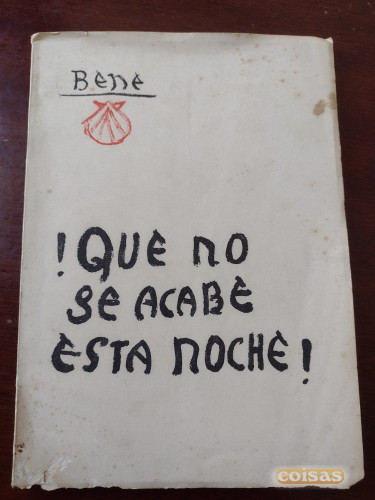 Bene
! QUE NO
SE ACABE
ESTA NOCHE !
eoisas